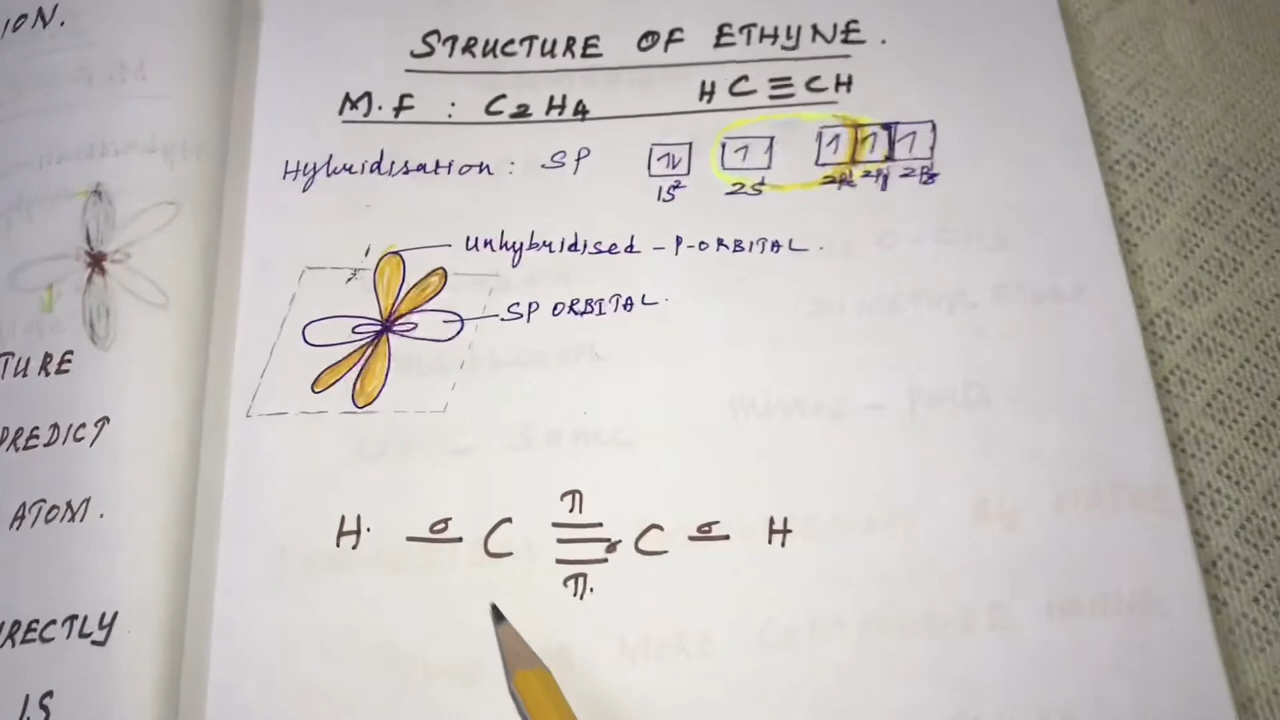 ION.
STRUCTURE OF ETHYNE.
M.F : C2H4 HC≡CH
Hybridisation : SP
1S² 2S¹
Unhybridised - P-ORBITAL.
SP ORBITAL.
TURE
PREDICT
ATOM.
RECTLY
IS
π
H. σ C ≡ C σ H
π.